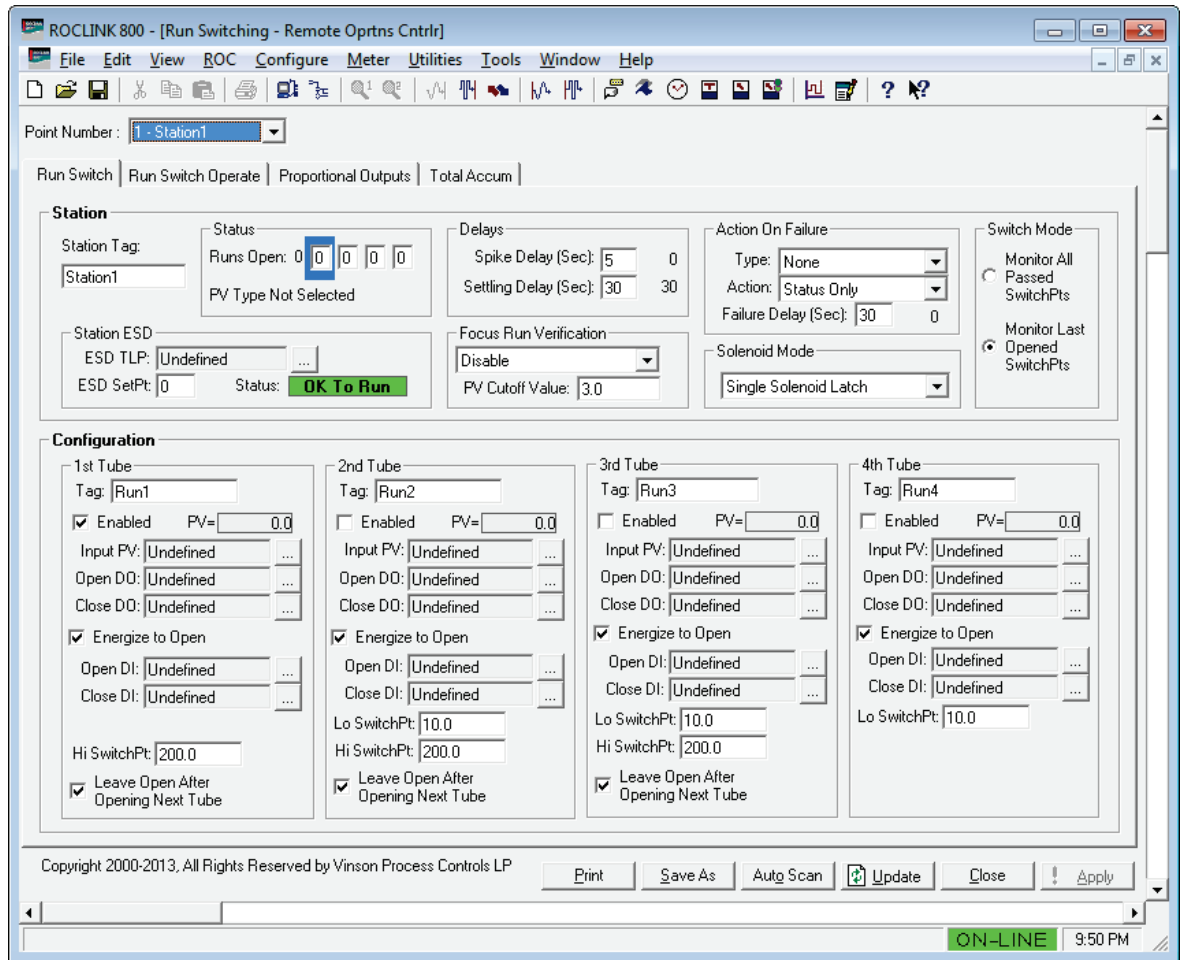 ROCLINK 800 - [Run Switching - Remote Oprtns Cntrlr]
File Edit View ROC Configure Meter Utilities Tools Window Help
Point Number : 1 - Station1
Run Switch Run Switch Operate Proportional Outputs Total Accum
Station
Station Tag:
Station1
Status
Runs Open: 0 0 0 0 0
PV Type Not Selected
Delays
Spike Delay (Sec): 5 0
Settling Delay (Sec): 30 30
Action On Failure
Type: None
Action: Status Only
Failure Delay (Sec): 30 0
Switch Mode
Monitor All
Passed
SwitchPts
Monitor Last
Opened
SwitchPts
Station ESD
ESD TLP: Undefined ...
ESD SetPt: 0 Status: OK To Run
Focus Run Verification
Disable
PV Cutoff Value: 3.0
Solenoid Mode
Single Solenoid Latch
Configuration
1st Tube
Tag: Run1
Enabled PV= 0.0
Input PV: Undefined ...
Open DO: Undefined ...
Close DO: Undefined ...
Energize to Open
Open DI: Undefined ...
Close DI: Undefined ...
Hi SwitchPt: 200.0
Leave Open After
Opening Next Tube
2nd Tube
Tag: Run2
Enabled PV= 0.0
Input PV: Undefined ...
Open DO: Undefined ...
Close DO: Undefined ...
Energize to Open
Open DI: Undefined ...
Close DI: Undefined ...
Lo SwitchPt: 10.0
Hi SwitchPt: 200.0
Leave Open After
Opening Next Tube
3rd Tube
Tag: Run3
Enabled PV= 0.0
Input PV: Undefined ...
Open DO: Undefined ...
Close DO: Undefined ...
Energize to Open
Open DI: Undefined ...
Close DI: Undefined ...
Lo SwitchPt: 10.0
Hi SwitchPt: 200.0
Leave Open After
Opening Next Tube
4th Tube
Tag: Run4
Enabled PV= 0.0
Input PV: Undefined ...
Open DO: Undefined ...
Close DO: Undefined ...
Energize to Open
Open DI: Undefined ...
Close DI: Undefined ...
Lo SwitchPt: 10.0
Copyright 2000-2013, All Rights Reserved by Vinson Process Controls LP
Print Save As Auto Scan Update Close ! Apply
ON-LINE 9:50 PM